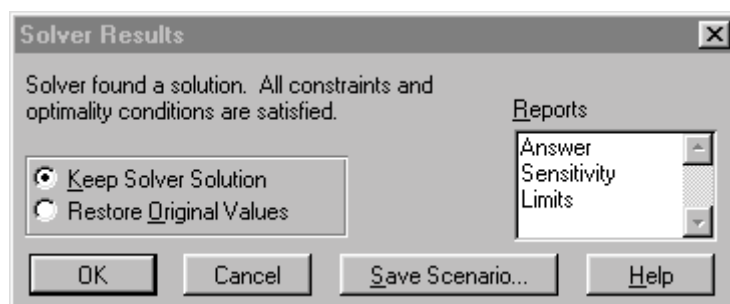 Solver Results
Solver found a solution. All constraints and
optimality conditions are satisfied.
Reports
Answer
Sensitivity
Limits
Keep Solver Solution
Restore Original Values
OK
Cancel
Save Scenario...
Help